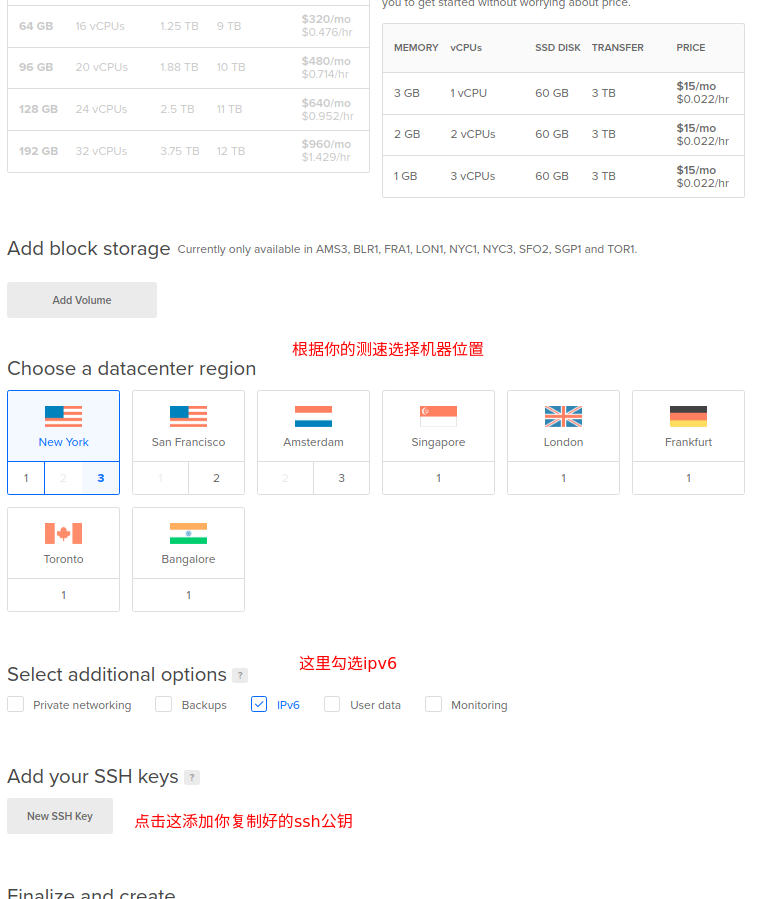 you to get started without worrying about price.
$320/mo
64 GB 16 vCPUs 1.25 TB 9 TB $0.476/hr
96 GB 20 vCPUs 1.88 TB 10 TB $480/mo
$0.714/hr
128 GB 24 vCPUs 2.5 TB 11 TB $640/mo
$0.952/hr
192 GB 32 vCPUs 3.75 TB 12 TB $960/mo
$1.429/hr
MEMORY vCPUs SSD DISK TRANSFER PRICE
3 GB 1 vCPU 60 GB 3 TB $15/mo
$0.022/hr
2 GB 2 vCPUs 60 GB 3 TB $15/mo
$0.022/hr
1 GB 3 vCPUs 60 GB 3 TB $15/mo
$0.022/hr
Add block storage Currently only available in AMS3, BLR1, FRA1, LON1, NYC1, NYC3, SFO2, SGP1 and TOR1.
Add Volume
根据你的测速选择机器位置
Choose a datacenter region
New York San Francisco Amsterdam Singapore London Frankfurt
1 2 3 1 2 2 3 1 1 1
Toronto Bangalore
1 1
这里勾选ipv6
Select additional options ?
Private networking Backups IPv6 User data Monitoring
Add your SSH keys ?
New SSH Key
点击这添加你复制好的ssh公钥
Finalize and create